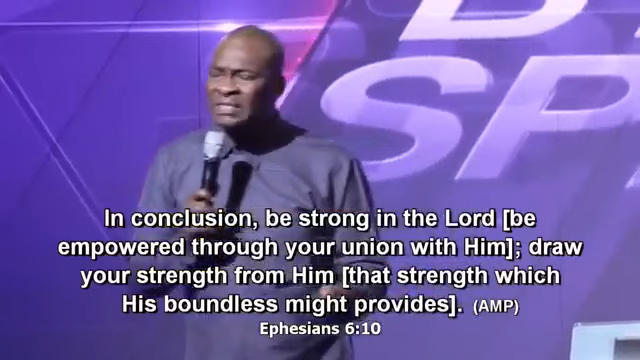 SP
In conclusion, be strong in the Lord [be
empowered through your union with Him]; draw
your strength from Him [that strength which
His boundless might provides]. (AMP)
Ephesians 6:10